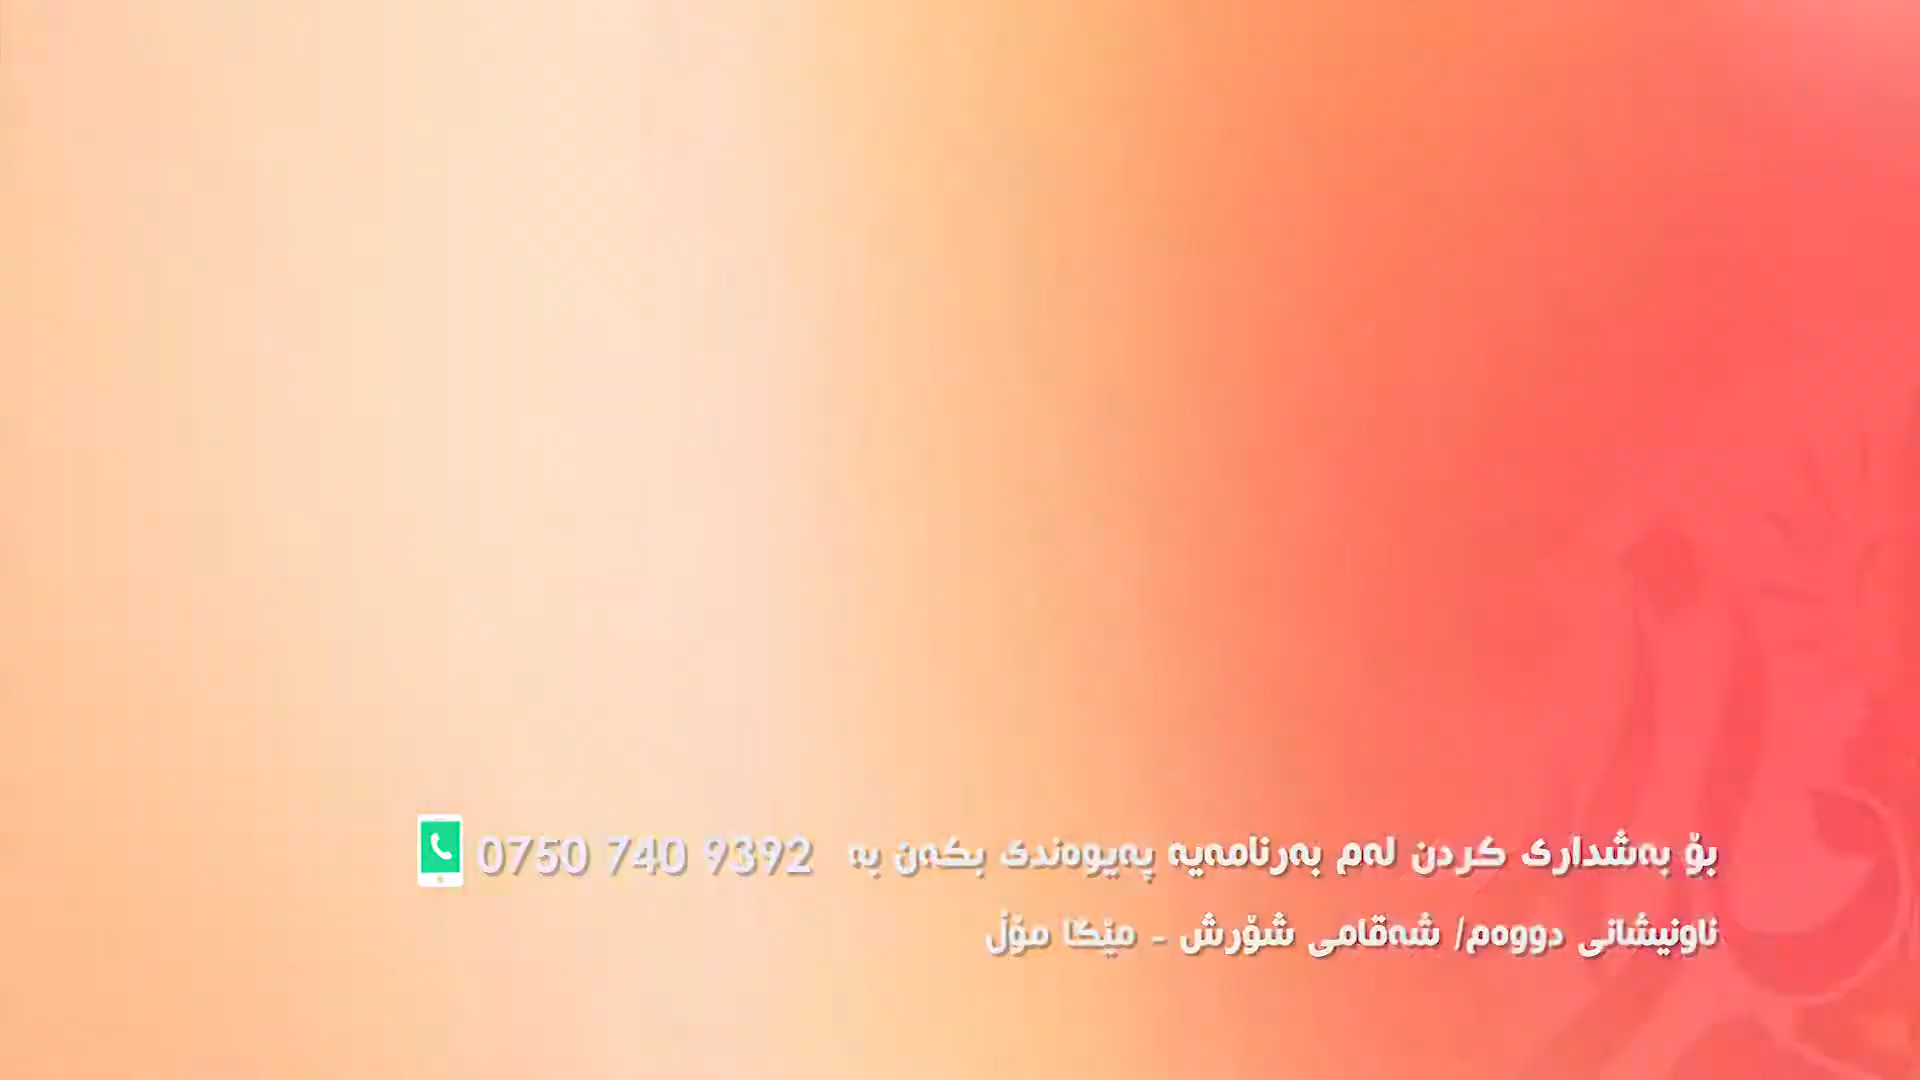 بۆ بەشداری کردن لەم بەرنامەیە پەیوەندی بکەن بە 0750 740 9392
ناونیشانی دووەم/ شەقامی شۆڕش - مێگا مۆڵ